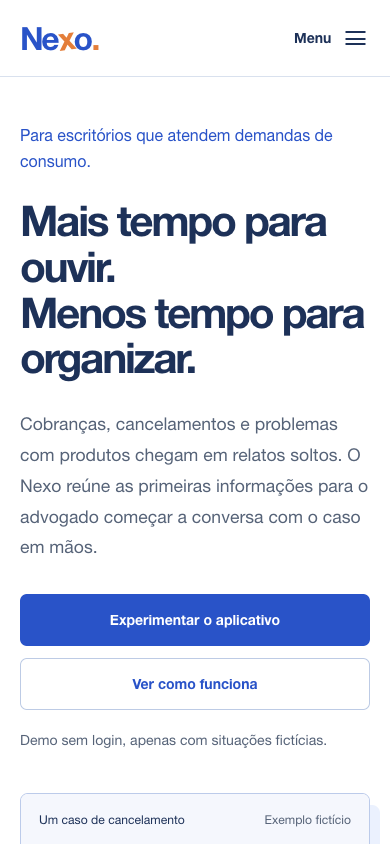 Nexo.
Menu
Para escritórios que atendem demandas de
consumo.
Mais tempo para
ouvir.
Menos tempo para
organizar.
Cobranças, cancelamentos e problemas
com produtos chegam em relatos soltos. O
Nexo reúne as primeiras informações para o
advogado começar a conversa com o caso
em mãos.
Experimentar o aplicativo
Ver como funciona
Demo sem login, apenas com situações fictícias.
Um caso de cancelamento
Exemplo fictício